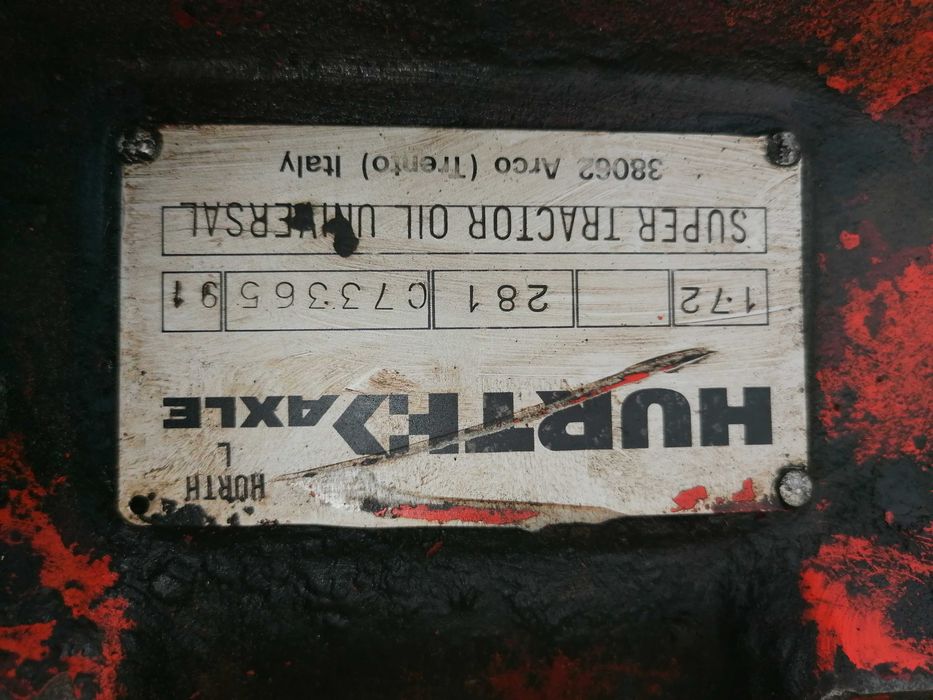 HURTH
L
HURTH AXLE
1·72 281 C73365 91
SUPER TRACTOR OIL UNIVERSAL
38062 Arco (Trento) Italy